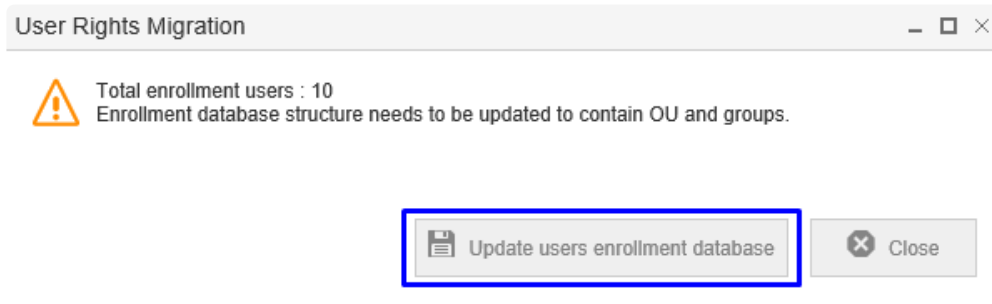 User Rights Migration
Total enrollment users : 10
Enrollment database structure needs to be updated to contain OU and groups.
Update users enrollment database
Close